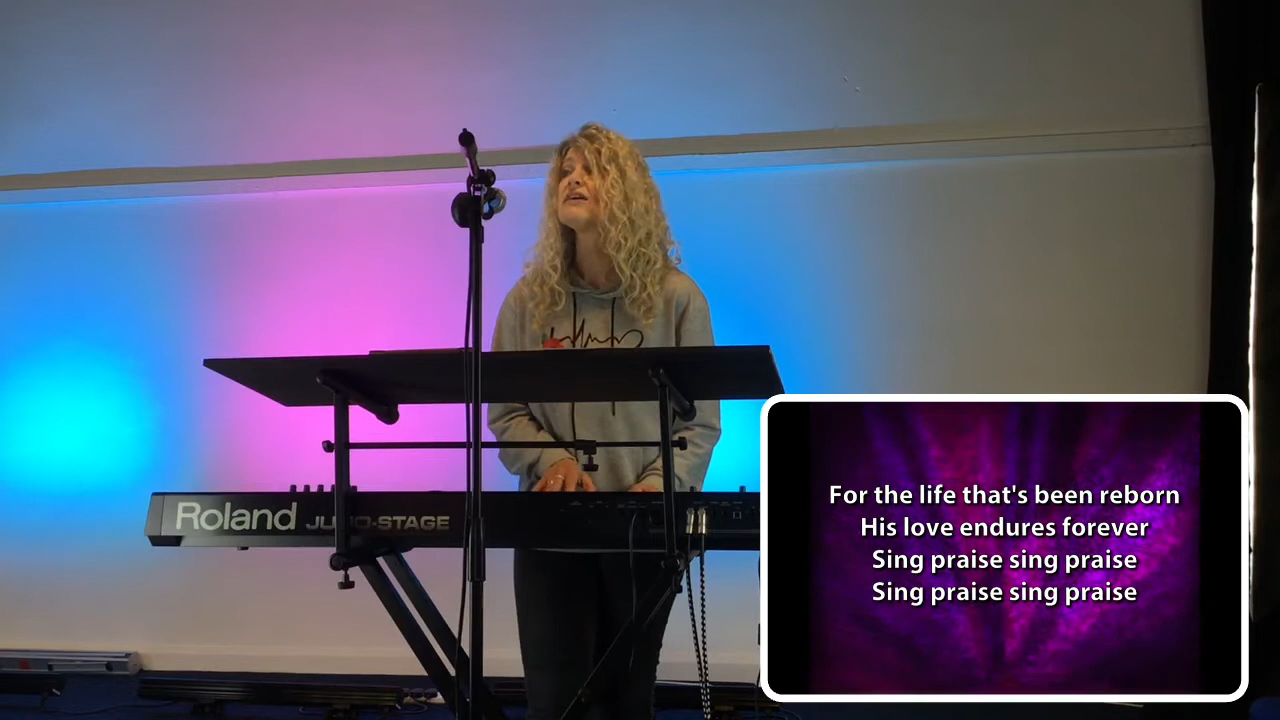 Roland JUNO-STAGE
For the life that's been reborn
His love endures forever
Sing praise sing praise
Sing praise sing praise